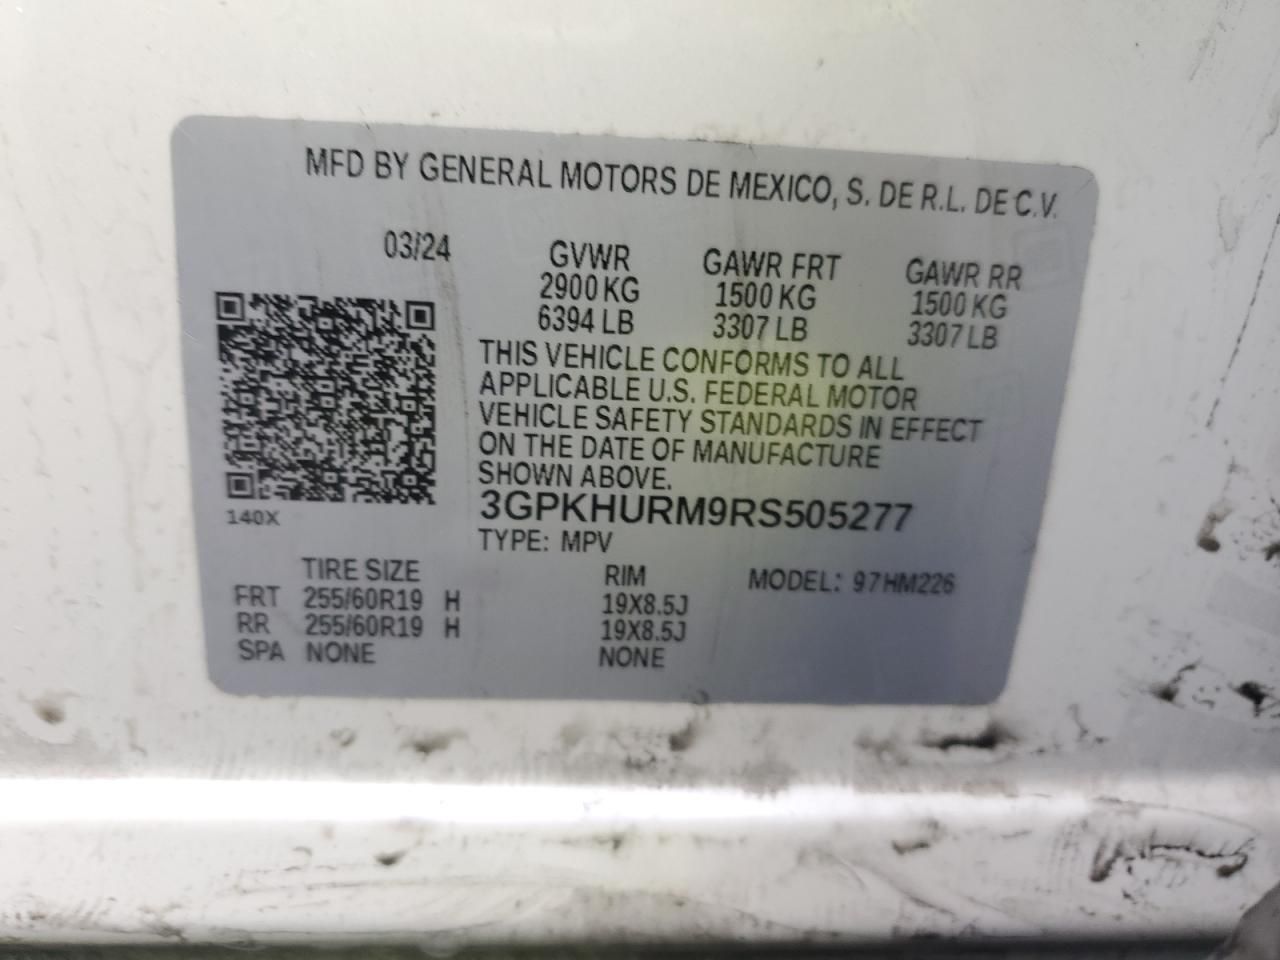 MFD BY GENERAL MOTORS DE MEXICO, S. DE R.L. DE C.V.
03/24 GVWR GAWR FRT GAWR RR
2900 KG 1500 KG 1500 KG
6394 LB 3307 LB 3307 LB
THIS VEHICLE CONFORMS TO ALL
APPLICABLE U.S. FEDERAL MOTOR
VEHICLE SAFETY STANDARDS IN EFFECT
ON THE DATE OF MANUFACTURE
SHOWN ABOVE.
3GPKHURM9RS505277
140X
TYPE: MPV
TIRE SIZE RIM MODEL: 97HM226
FRT 255/60R19 H 19X8.5J
RR 255/60R19 H 19X8.5J
SPA NONE NONE